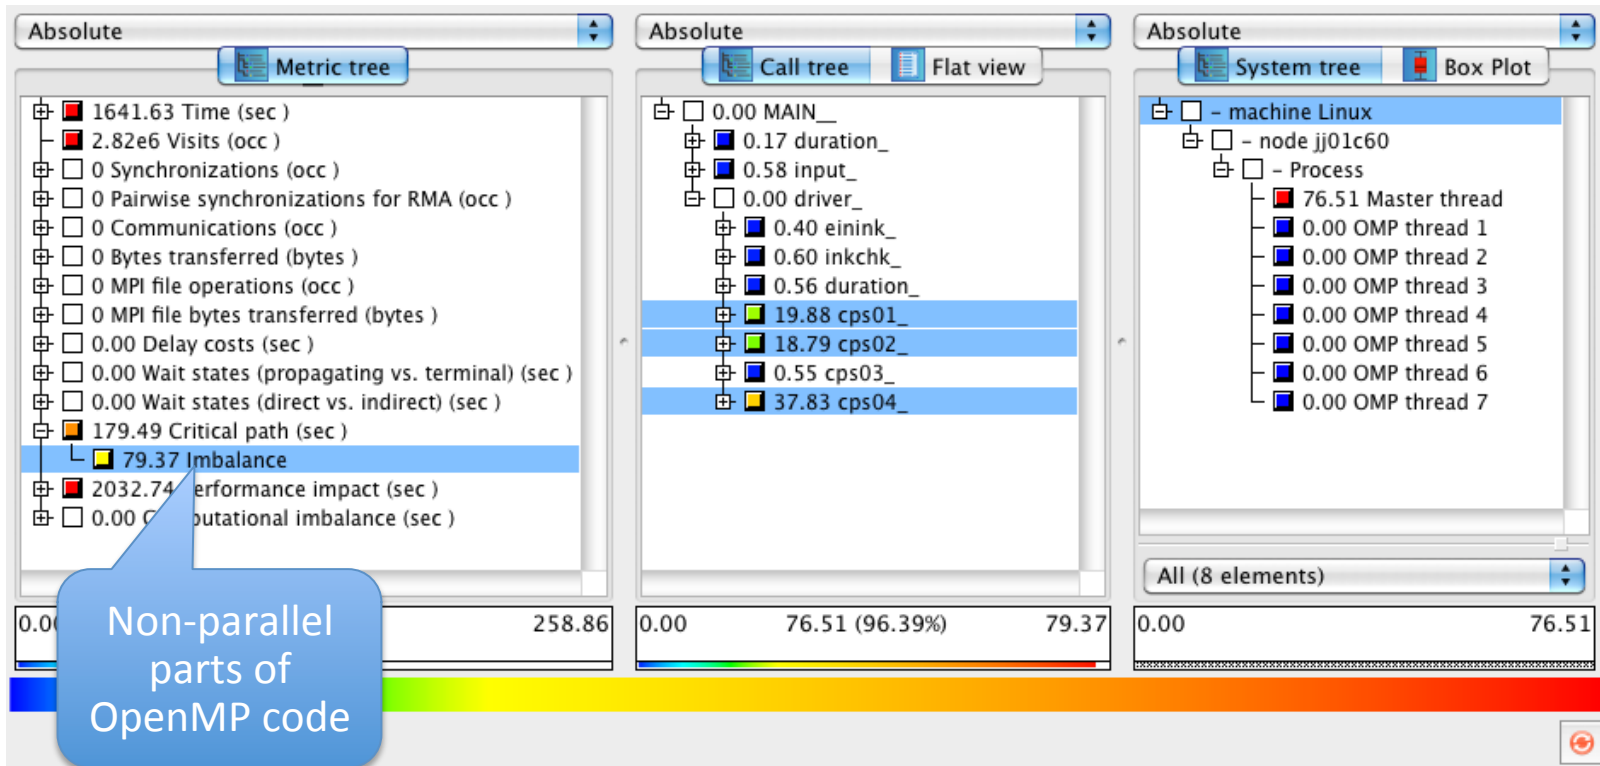 Absolute
Metric tree
1641.63 Time (sec )
2.82e6 Visits (occ )
0 Synchronizations (occ )
0 Pairwise synchronizations for RMA (occ )
0 Communications (occ )
0 Bytes transferred (bytes )
0 MPI file operations (occ )
0 MPI file bytes transferred (bytes )
0.00 Delay costs (sec )
0.00 Wait states (propagating vs. terminal) (sec )
0.00 Wait states (direct vs. indirect) (sec )
179.49 Critical path (sec )
79.37 Imbalance
2032.74 erformance impact (sec )
0.00 C putational imbalance (sec )
0.0 258.86
Non-parallel
parts of
OpenMP code
Absolute
Call tree Flat view
0.00 MAIN__
0.17 duration_
0.58 input_
0.00 driver_
0.40 einink_
0.60 inkchk_
0.56 duration_
19.88 cps01_
18.79 cps02_
0.55 cps03_
37.83 cps04_
0.00 76.51 (96.39%) 79.37
Absolute
System tree Box Plot
- machine Linux
- node jj01c60
- Process
76.51 Master thread
0.00 OMP thread 1
0.00 OMP thread 2
0.00 OMP thread 3
0.00 OMP thread 4
0.00 OMP thread 5
0.00 OMP thread 6
0.00 OMP thread 7
All (8 elements)
0.00 76.51